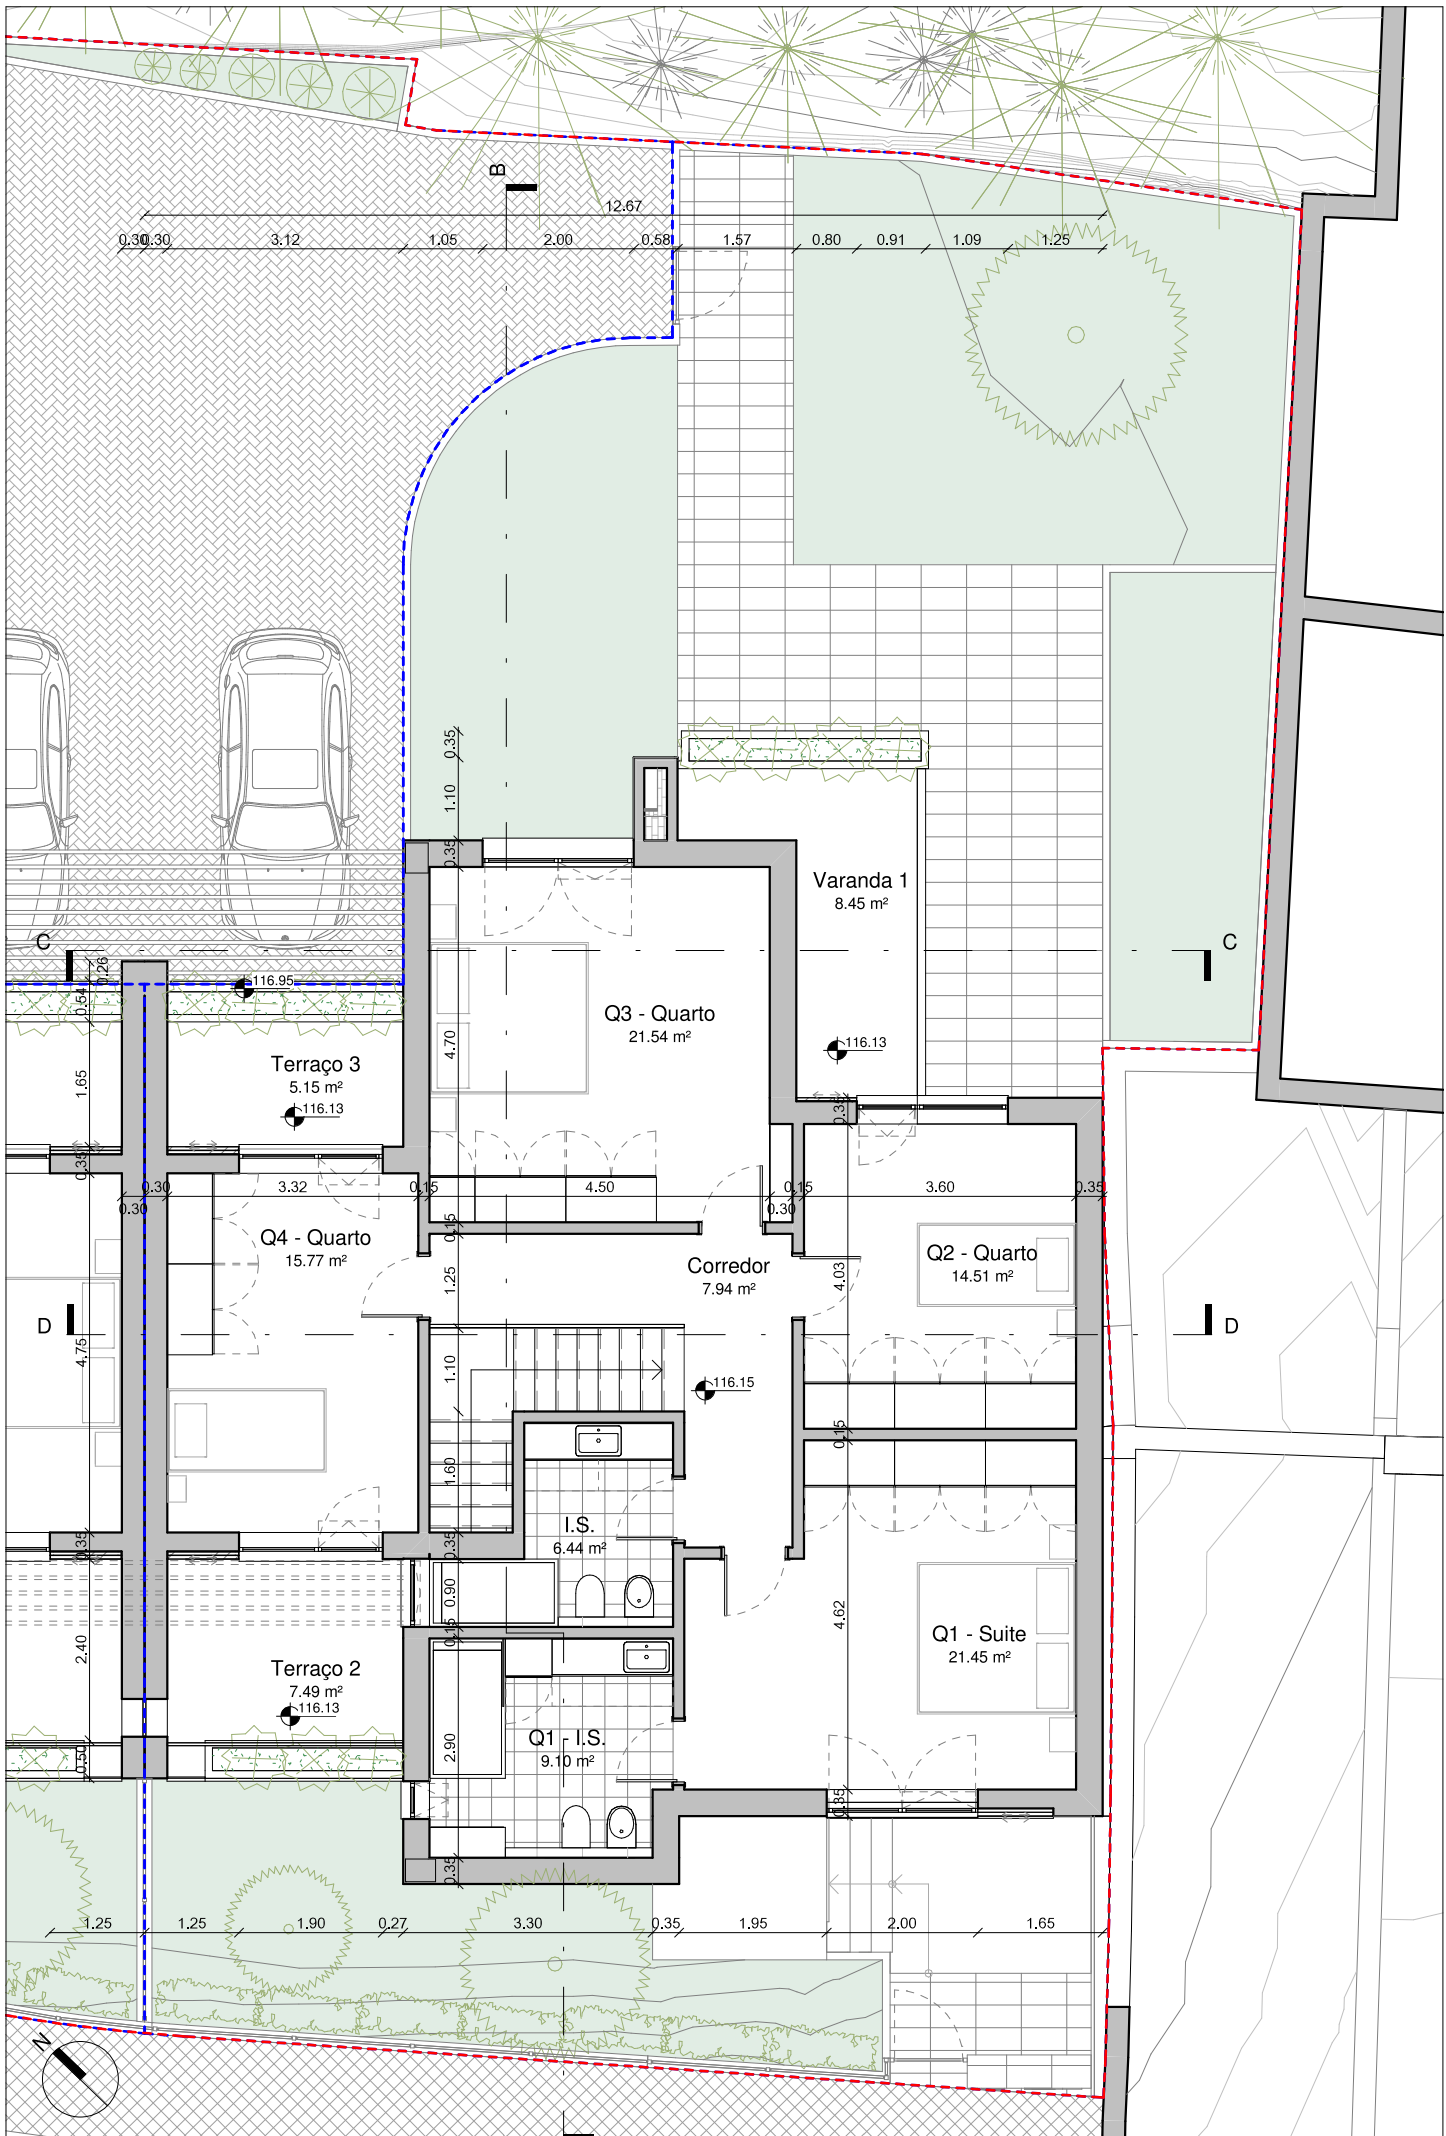 B
12.67
0.30 0.30 3.12 1.05 2.00 0.58 1.57 0.80 0.91 1.09 1.25
0.35
1.10
0.35
Varanda 1
8.45 m²
C
C
0.26
116.95
0.54
Q3 - Quarto
21.54 m²
4.70
116.13
Terraço 3
5.15 m²
116.13
1.65
0.35
0.35
0.30 3.32 0.15 4.50 0.15 3.60 0.35
0.30
0.30
0.15
Q4 - Quarto
15.77 m²
Corredor
7.94 m²
Q2 - Quarto
14.51 m²
1.25
4.03
D
D
4.75
1.10
116.15
0.15
1.60
I.S.
6.44 m²
0.35
0.35
0.90
4.62
0.15
Q1 - Suite
21.45 m²
2.40
Terraço 2
7.49 m²
116.13
Q1 - I.S.
9.10 m²
2.90
0.50
0.35
0.35
1.25 1.25 1.90 0.27 3.30 0.35 1.95 2.00 1.65
N